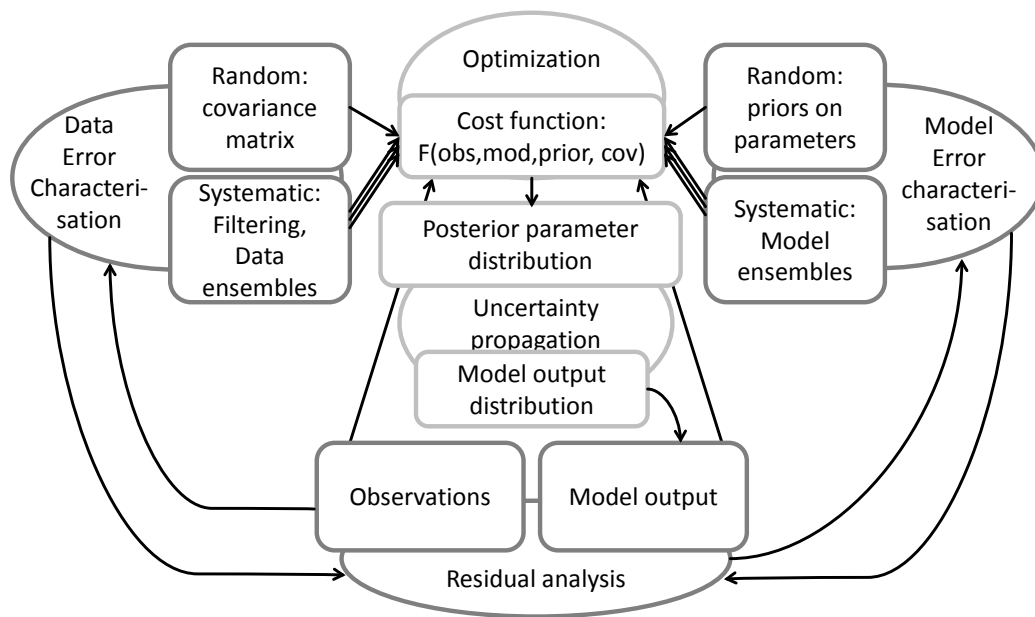 Optimization
Cost function:
F(obs,mod,prior, cov)
Random:
covariance
matrix
Data
Error
Characteri-
sation
Systematic:
Filtering,
Data
ensembles
Random:
priors on
parameters
Model
Error
characteri-
sation
Systematic:
Model
ensembles
Posterior parameter
distribution
Uncertainty
propagation
Model output
distribution
Observations
Model output
Residual analysis